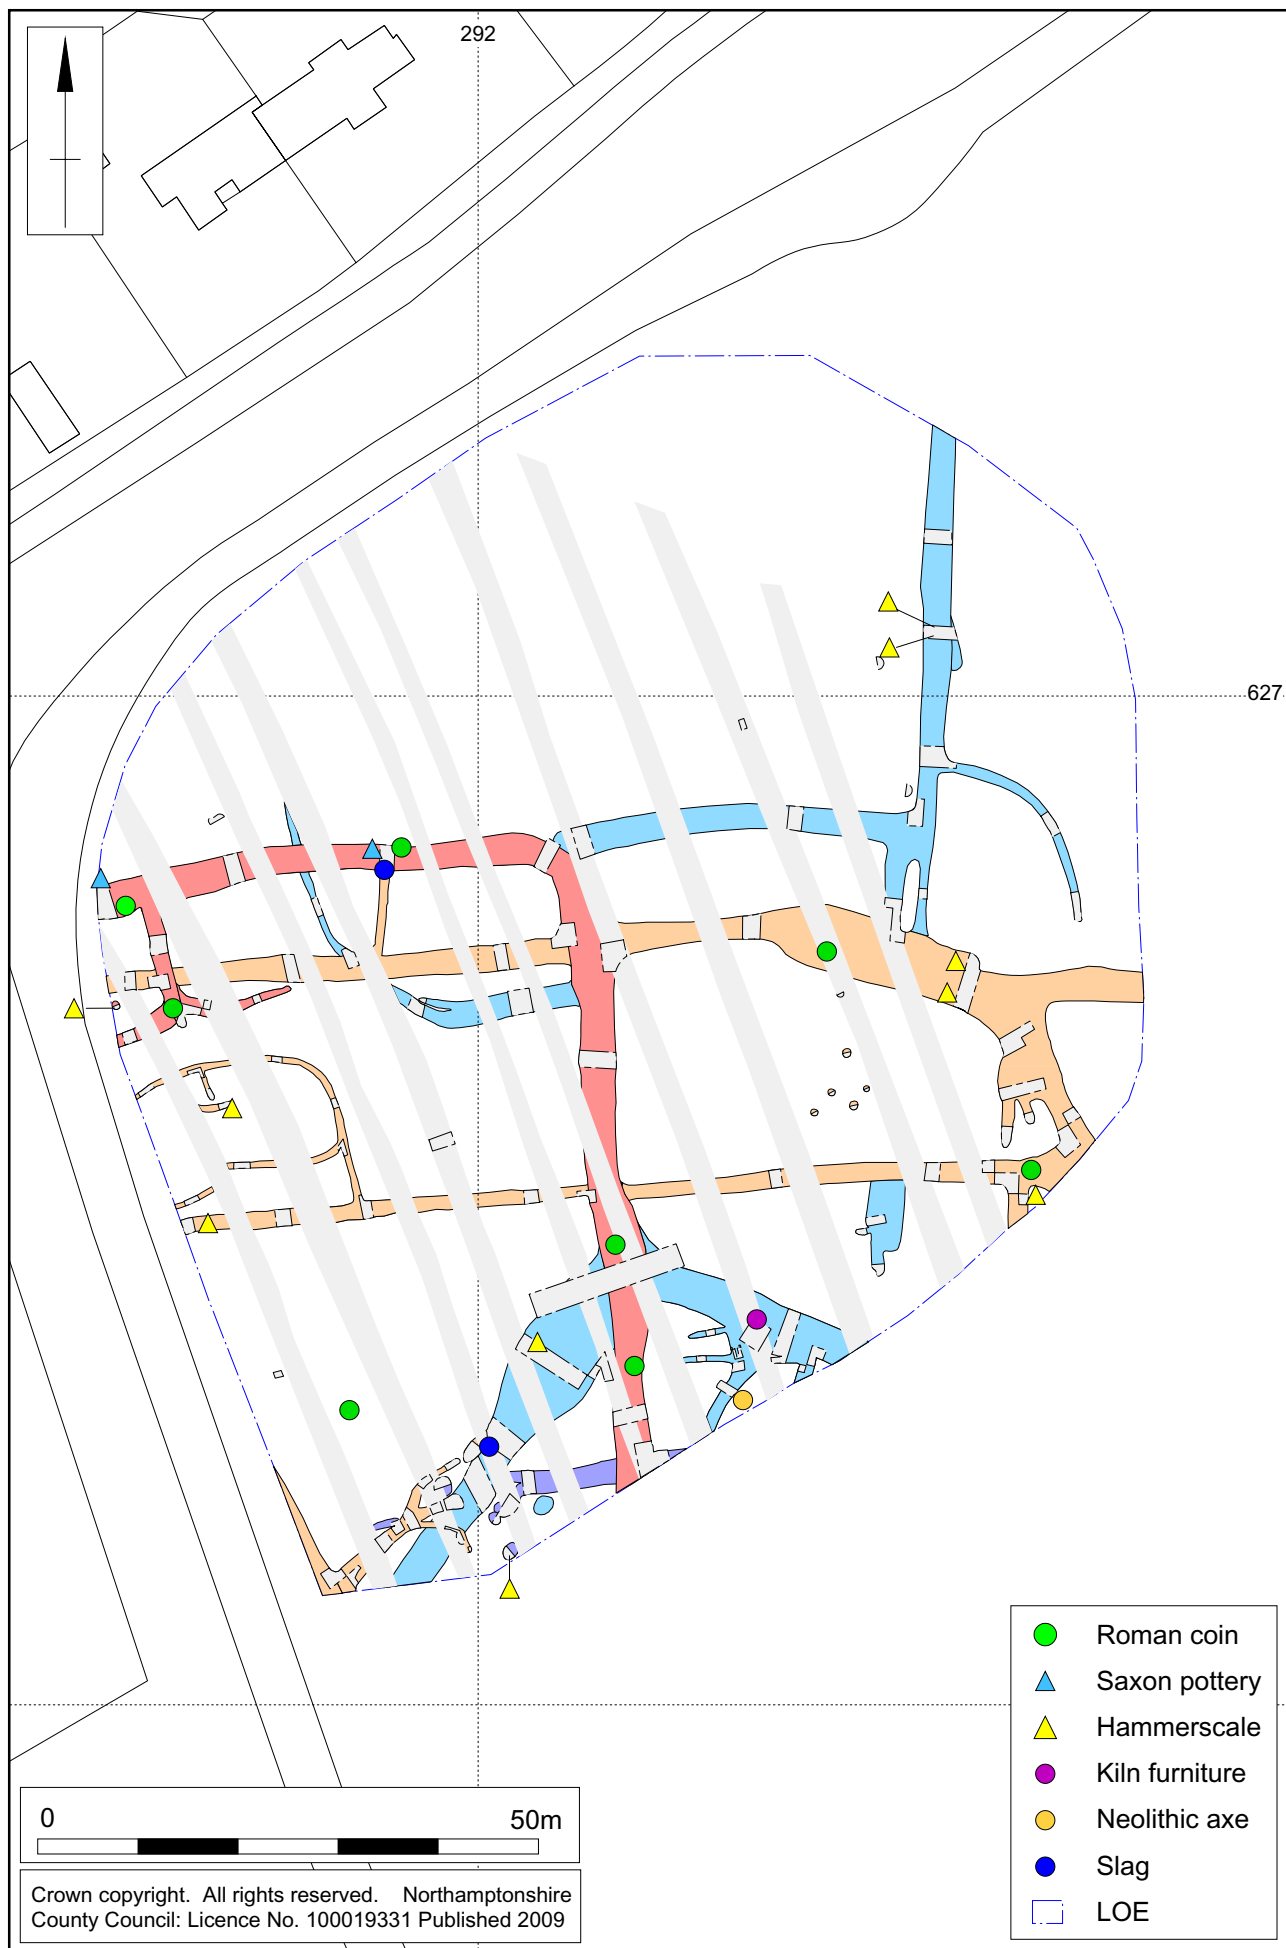 292
627
Roman coin
Saxon pottery
Hammerscale
Kiln furniture
Neolithic axe
Slag
LOE
0 50m
Crown copyright. All rights reserved. Northamptonshire
County Council: Licence No. 100019331 Published 2009